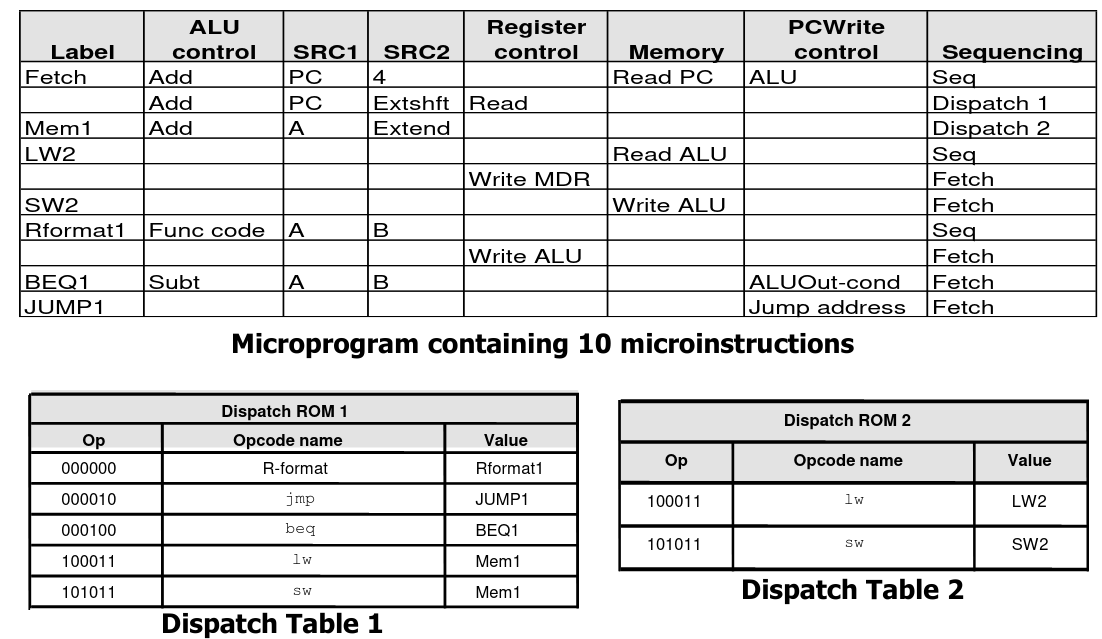 Label ALU control SRC1 SRC2 Register control Memory PCWrite control Sequencing
Fetch Add PC 4 Read PC ALU Seq
Add PC Extshft Read Dispatch 1
Mem1 Add A Extend Dispatch 2
LW2 Read ALU Seq
Write MDR Fetch
SW2 Write ALU Fetch
Rformat1 Func code A B Seq
Write ALU Fetch
BEQ1 Subt A B ALUOut-cond Fetch
JUMP1 Jump address Fetch
Microprogram containing 10 microinstructions
Dispatch ROM 1
Op Opcode name Value
000000 R-format Rformat1
000010 jmp JUMP1
000100 beq BEQ1
100011 lw Mem1
101011 sw Mem1
Dispatch Table 1
Dispatch ROM 2
Op Opcode name Value
100011 lw LW2
101011 sw SW2
Dispatch Table 2